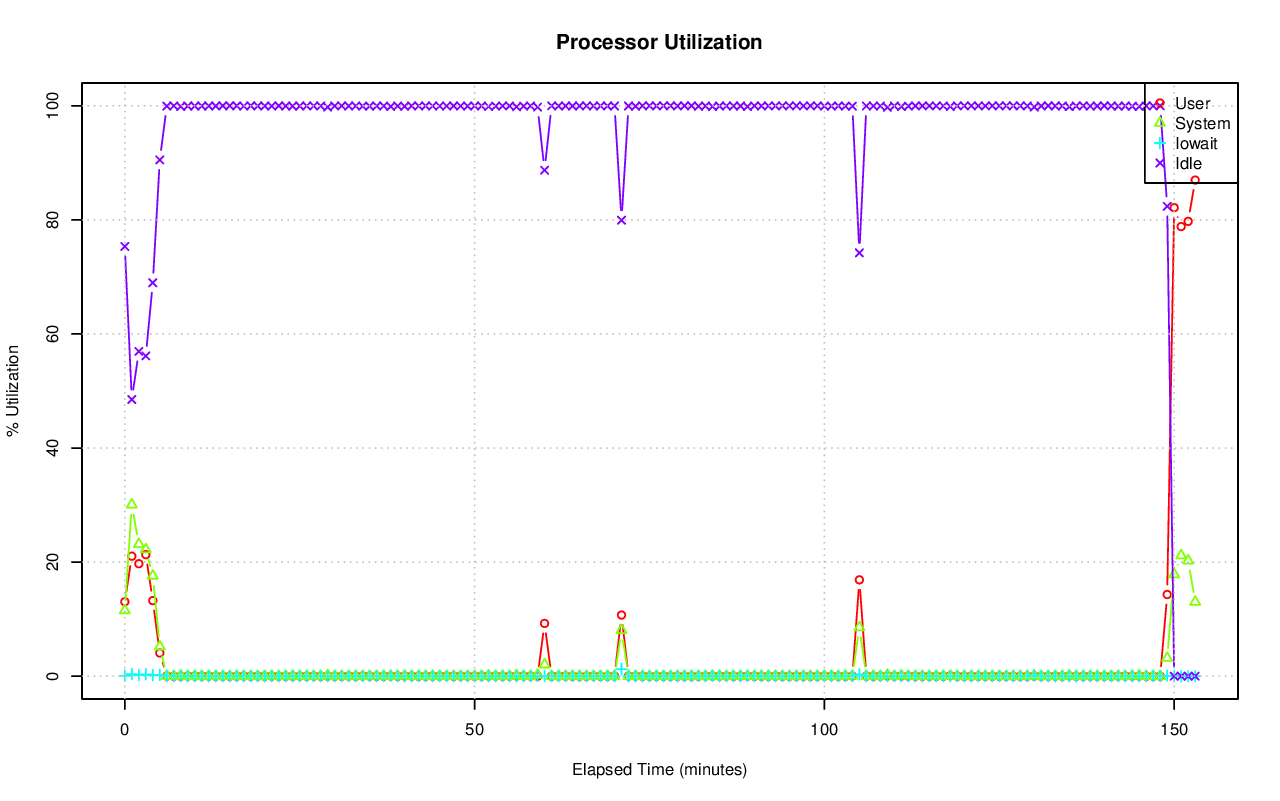 Processor Utilization
100
80
60
40
20
0
% Utilization
User
System
Iowait
Idle
0 50 100 150
Elapsed Time (minutes)